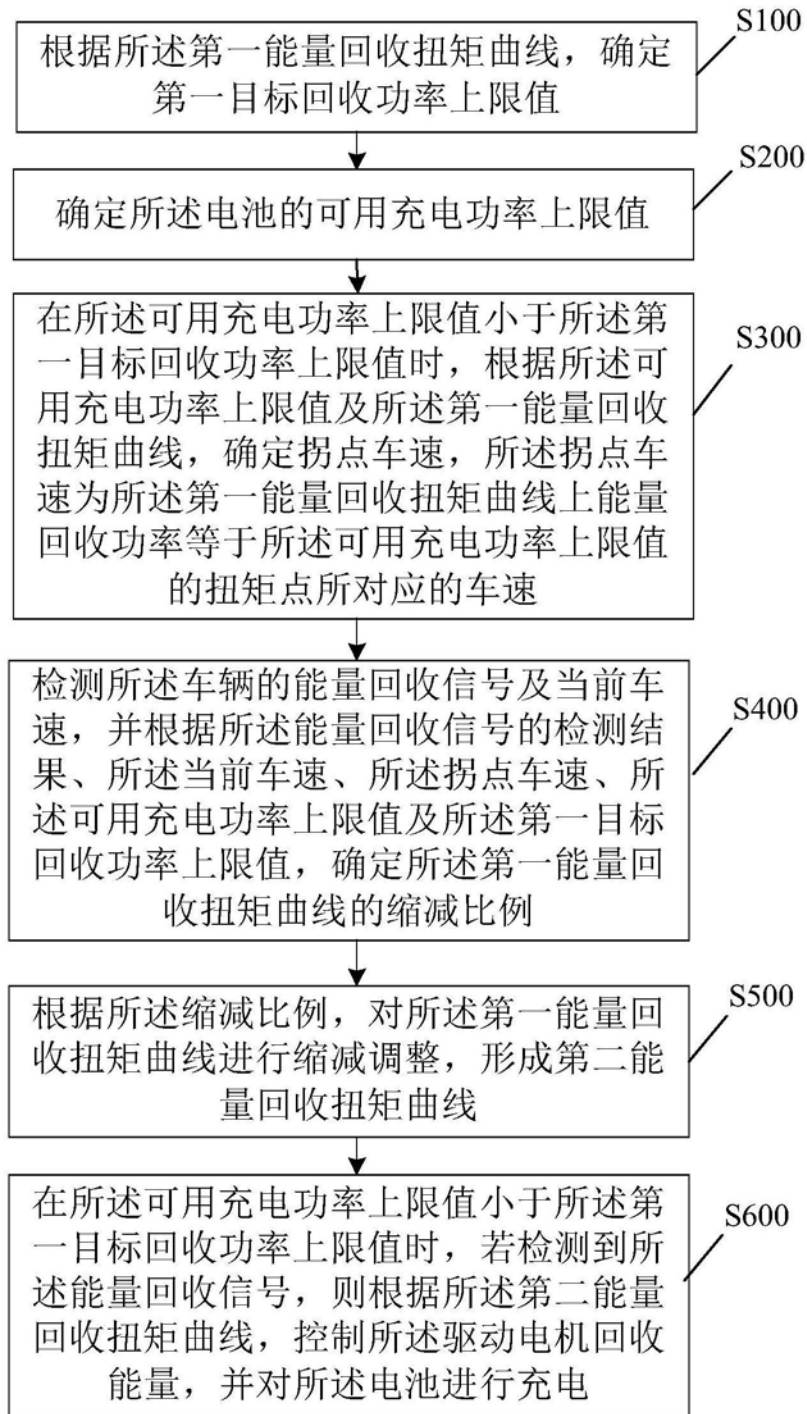 S100
根据所述第一能量回收扭矩曲线，确定
第一目标回收功率上限值
S200
确定所述电池的可用充电功率上限值
S300
在所述可用充电功率上限值小于所述第
一目标回收功率上限值时，根据所述可
用充电功率上限值及所述第一能量回收
扭矩曲线，确定拐点车速，所述拐点车
速为所述第一能量回收扭矩曲线上能量
回收功率等于所述可用充电功率上限值
的扭矩点所对应的车速
S400
检测所述车辆的能量回收信号及当前车
速，并根据所述能量回收信号的检测结
果、所述当前车速、所述拐点车速、所
述可用充电功率上限值及所述第一目标
回收功率上限值，确定所述第一能量回
收扭矩曲线的缩减比例
S500
根据所述缩减比例，对所述第一能量回
收扭矩曲线进行缩减调整，形成第二能
量回收扭矩曲线
S600
在所述可用充电功率上限值小于所述第
一目标回收功率上限值时，若检测到所
述能量回收信号，则根据所述第二能量
回收扭矩曲线，控制所述驱动电机回收
能量，并对所述电池进行充电